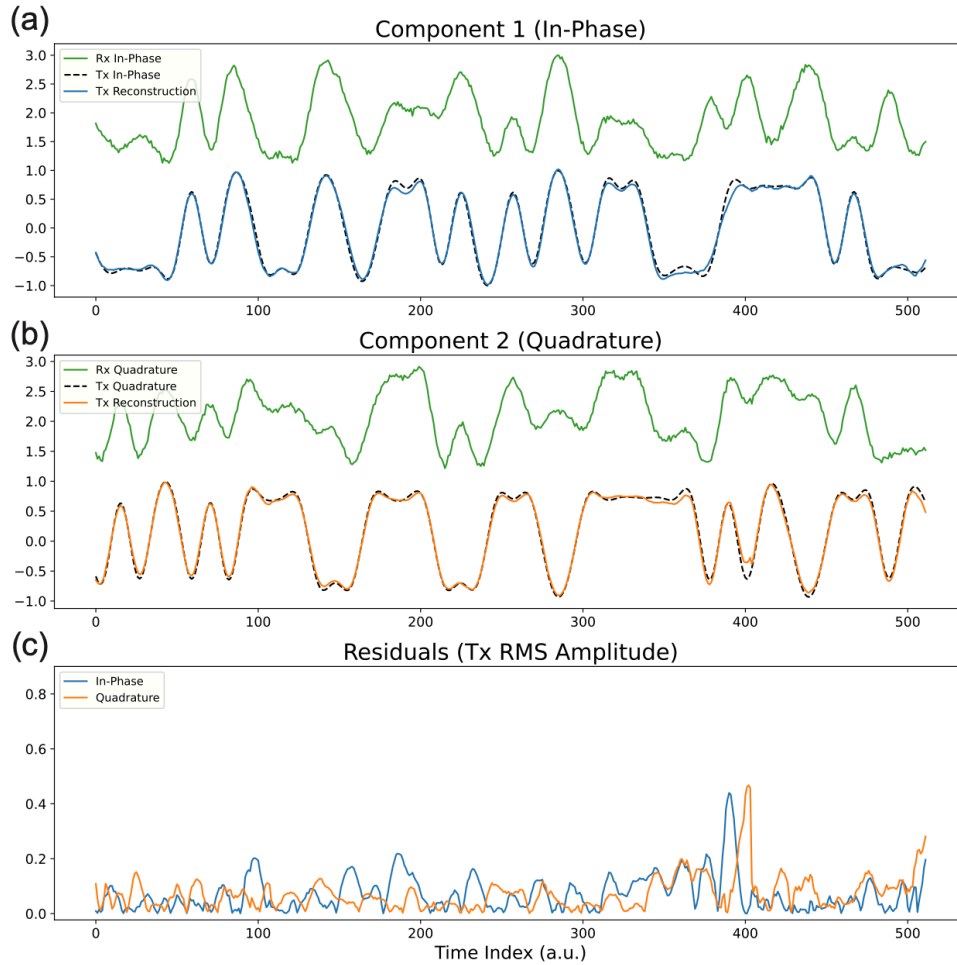 (a)
Component 1 (In-Phase)
Rx In-Phase
Tx In-Phase
Tx Reconstruction
3.0
2.5
2.0
1.5
1.0
0.5
0.0
−0.5
−1.0
0 100 200 300 400 500
(b)
Component 2 (Quadrature)
Rx Quadrature
Tx Quadrature
Tx Reconstruction
3.0
2.5
2.0
1.5
1.0
0.5
0.0
−0.5
−1.0
0 100 200 300 400 500
(c)
Residuals (Tx RMS Amplitude)
In-Phase
Quadrature
0.8
0.6
0.4
0.2
0.0
0 100 200 300 400 500
Time Index (a.u.)